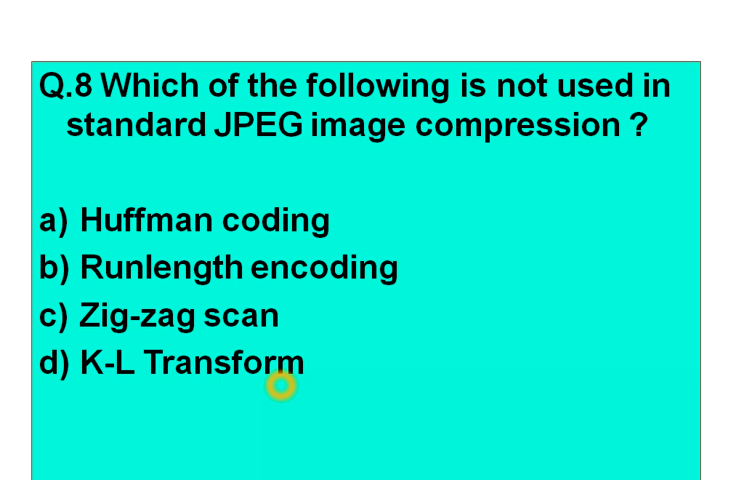 Q.8 Which of the following is not used in
standard JPEG image compression ?
a) Huffman coding
b) Runlength encoding
c) Zig-zag scan
d) K-L Transform